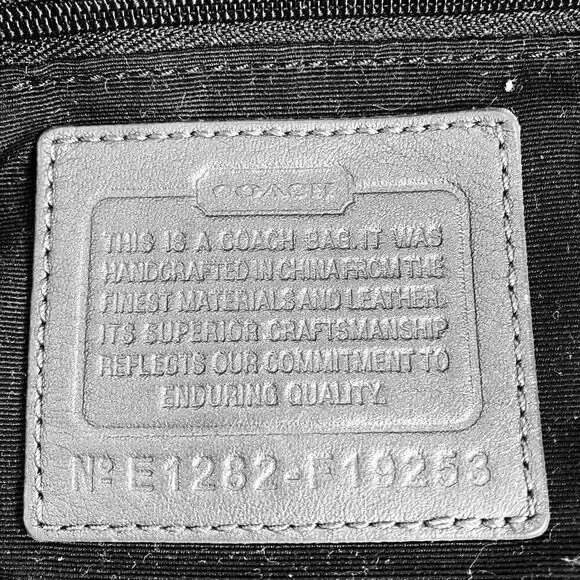 COACH
THIS IS A COACH BAG. IT WAS
HANDCRAFTED IN CHINA FROM THE
FINEST MATERIALS AND LEATHER.
ITS SUPERIOR CRAFTSMANSHIP
REFLECTS OUR COMMITMENT TO
ENDURING QUALITY.
Nº E1282-F19253